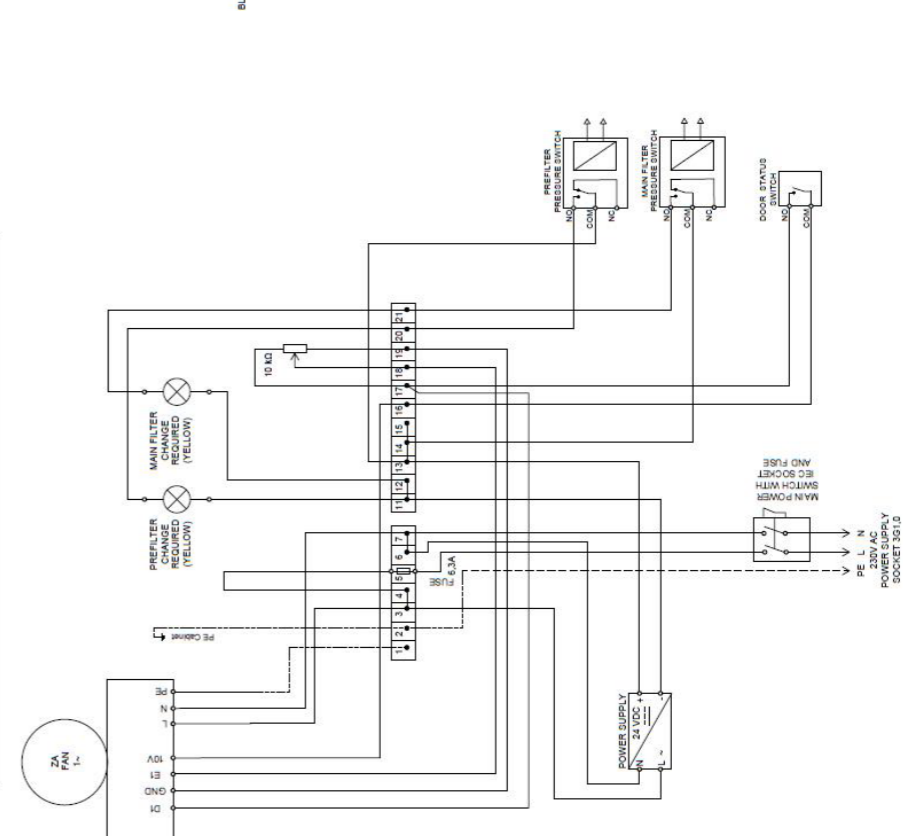 BL
PREFILTER
PRESSURE SWITCH
NO
COM
NC
MAIN FILTER
PRESSURE SWITCH
NO
COM
NC
DOOR STATUS
SWITCH
NO
COM
10 kΩ
21
20
19
18
17
16
15
14
13
12
11
MAIN FILTER
CHANGE
REQUIRED
(YELLOW)
PREFILTER
CHANGE
REQUIRED
(YELLOW)
MAIN POWER
SWITCH WITH
IEC SOCKET
AND FUSE
7
6
5
4
3
2
1
FUSE
6,3A
PE L N
230V AC
POWER SUPPLY
SOCKET 3G1,0
PE Cabinet
ZA
FAN
1~
PE
N
L
10V
E1
GND
D1
POWER SUPPLY
24 VDC
+
-
N
L
~